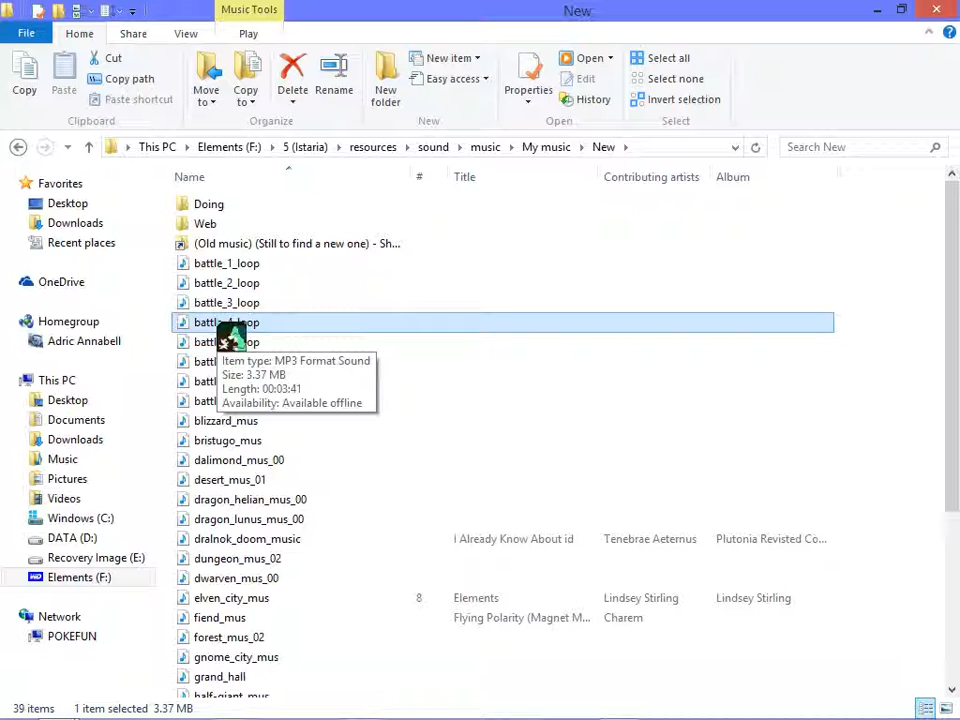 Music Tools
New
File Home Share View Play
Copy
Paste
Cut
Copy path
Paste shortcut
Clipboard
Move to
Copy to
Delete
Rename
Organize
New folder
New item
Easy access
New
Properties
Open
Edit
History
Open
Select all
Select none
Invert selection
Select
This PC Elements (F:) 5 (Istaria) resources sound music My music New
Search New
Name # Title Contributing artists Album
Favorites
Desktop
Downloads
Recent places
OneDrive
Homegroup
Adric Annabell
This PC
Desktop
Documents
Downloads
Music
Pictures
Videos
Windows (C:)
DATA (D:)
Recovery Image (E:)
Elements (F:)
Network
POKEFUN
Doing
Web
(Old music) (Still to find a new one) - Sh...
battle_1_loop
battle_2_loop
battle_3_loop
battle_4_loop
Item type: MP3 Format Sound
Size: 3.37 MB
Length: 00:03:41
Availability: Available offline
blizzard_mus
bristugo_mus
dalimond_mus_00
desert_mus_01
dragon_helian_mus_00
dragon_lunus_mus_00
dralnok_doom_music i Already Know About id Tenebrae Aeternus Plutonia Revisted Co...
dungeon_mus_02
dwarven_mus_00
elven_city_mus 8 Elements Lindsey Stirling Lindsey Stirling
fiend_mus Flying Polarity (Magnet M... Charem
forest_mus_02
gnome_city_mus
grand_hall
half-giant_mus
39 items 1 item selected 3.37 MB